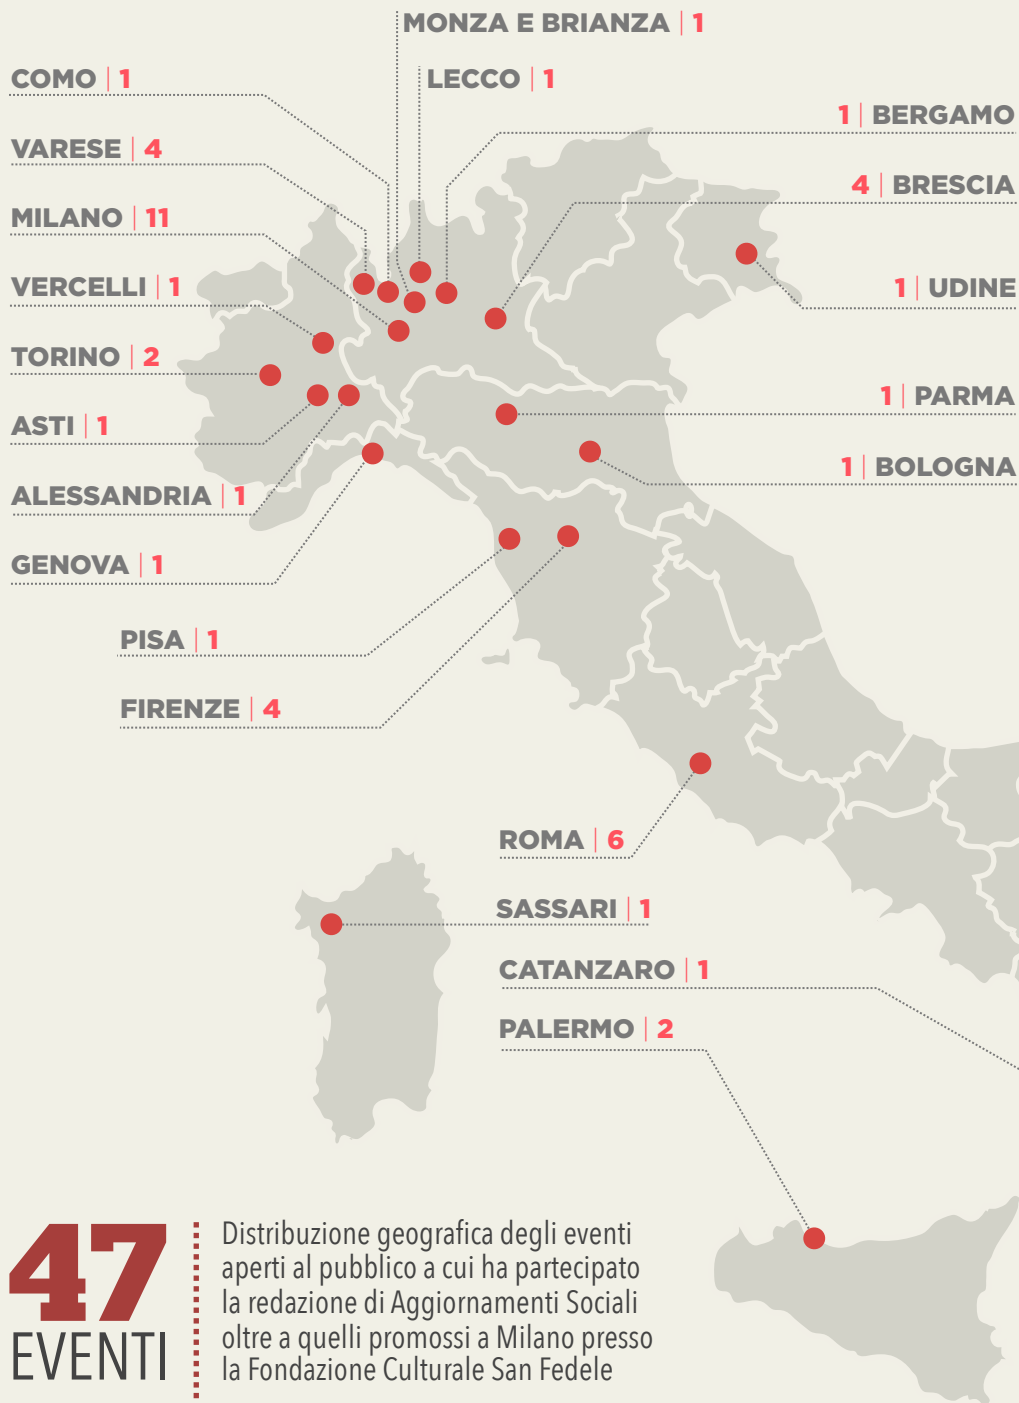 MONZA E BRIANZA | 1
COMO | 1
LECCO | 1
1 | BERGAMO
VARESE | 4
4 | BRESCIA
MILANO | 11
VERCELLI | 1
1 | UDINE
TORINO | 2
1 | PARMA
ASTI | 1
1 | BOLOGNA
ALESSANDRIA | 1
GENOVA | 1
PISA | 1
FIRENZE | 4
ROMA | 6
SASSARI | 1
CATANZARO | 1
PALERMO | 2
47
EVENTI
Distribuzione geografica degli eventi
aperti al pubblico a cui ha partecipato
la redazione di Aggiornamenti Sociali
oltre a quelli promossi a Milano presso
la Fondazione Culturale San Fedele